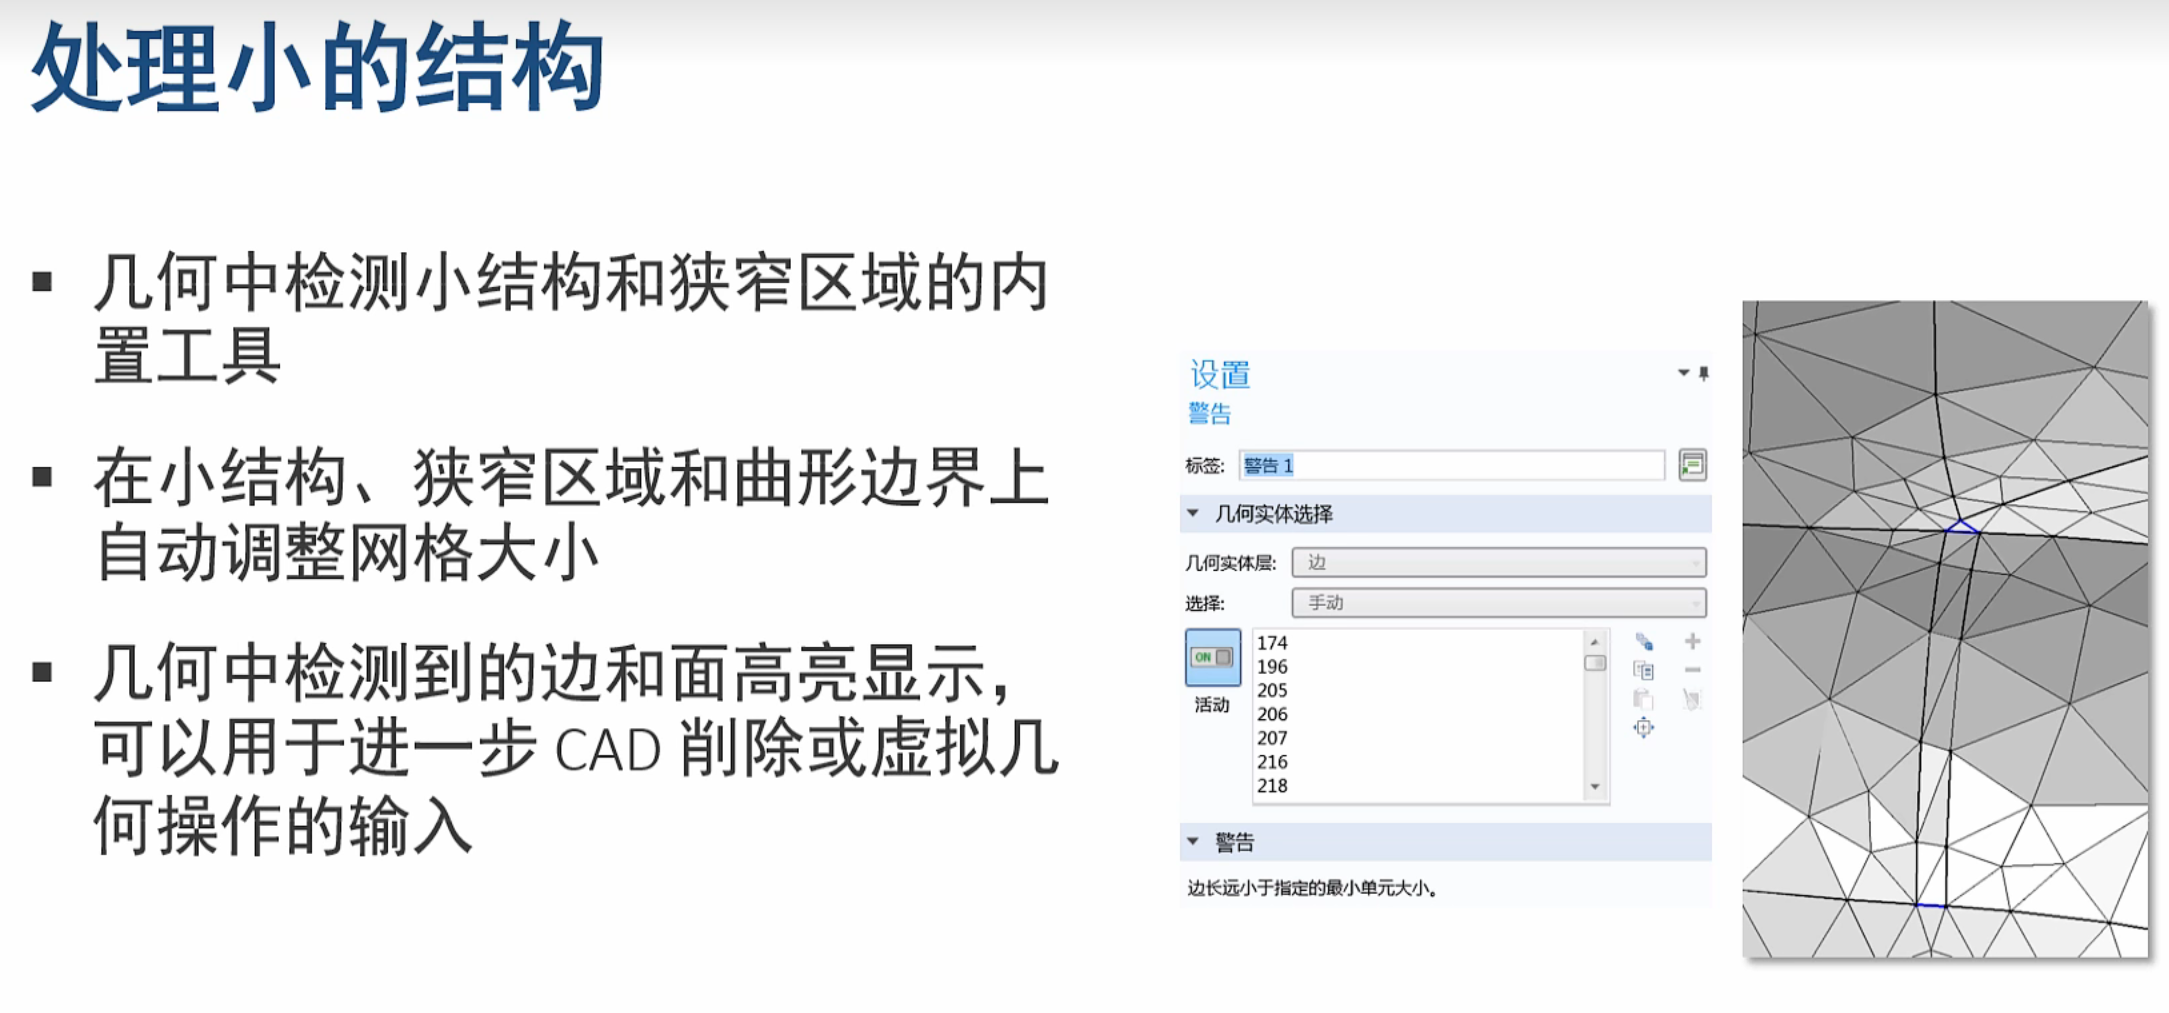 处理小的结构
▪ 几何中检测小结构和狭窄区域的内
置工具
▪ 在小结构、狭窄区域和曲形边界上
自动调整网格大小
▪ 几何中检测到的边和面高亮显示，
可以用于进一步 CAD 削除或虚拟几
何操作的输入
设置
警告
标签: 警告 1
几何实体选择
几何实体层: 边
选择: 手动
ON
活动
174
196
205
206
207
216
218
警告
边长远小于指定的最小单元大小。